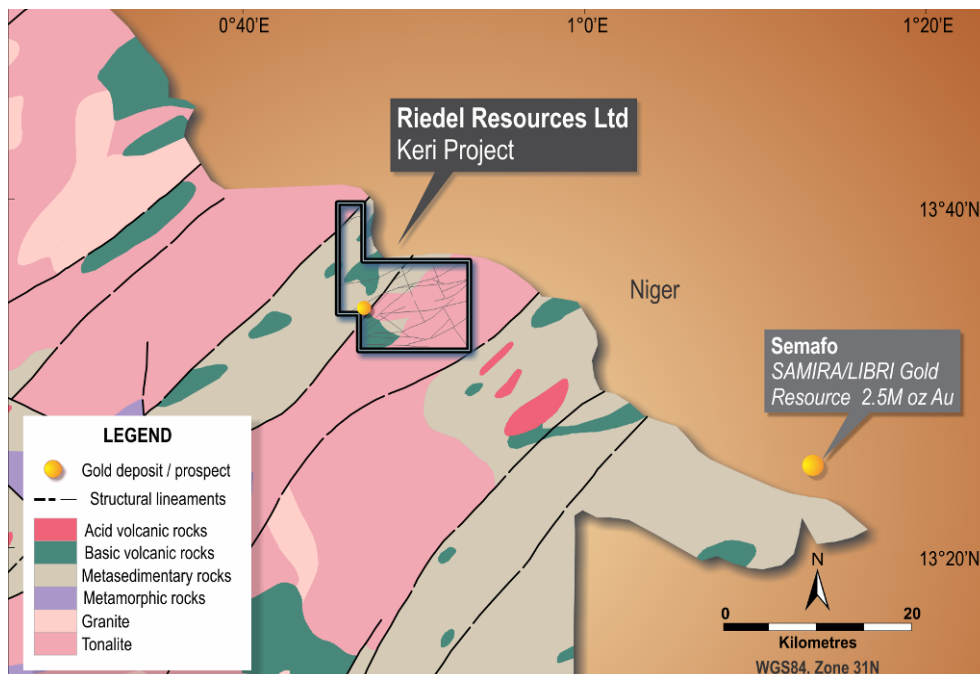 0°40'E
1°0'E
1°20'E
Riedel Resources Ltd
Keri Project
13°40'N
Niger
Semafo
SAMIRA/LIBRI Gold
Resource 2.5M oz Au
LEGEND
Gold deposit / prospect
Structural lineaments
Acid volcanic rocks
Basic volcanic rocks
Metasedimentary rocks
Metamorphic rocks
Granite
Tonalite
13°20'N
N
0
20
Kilometres
WGS84, Zone 31N